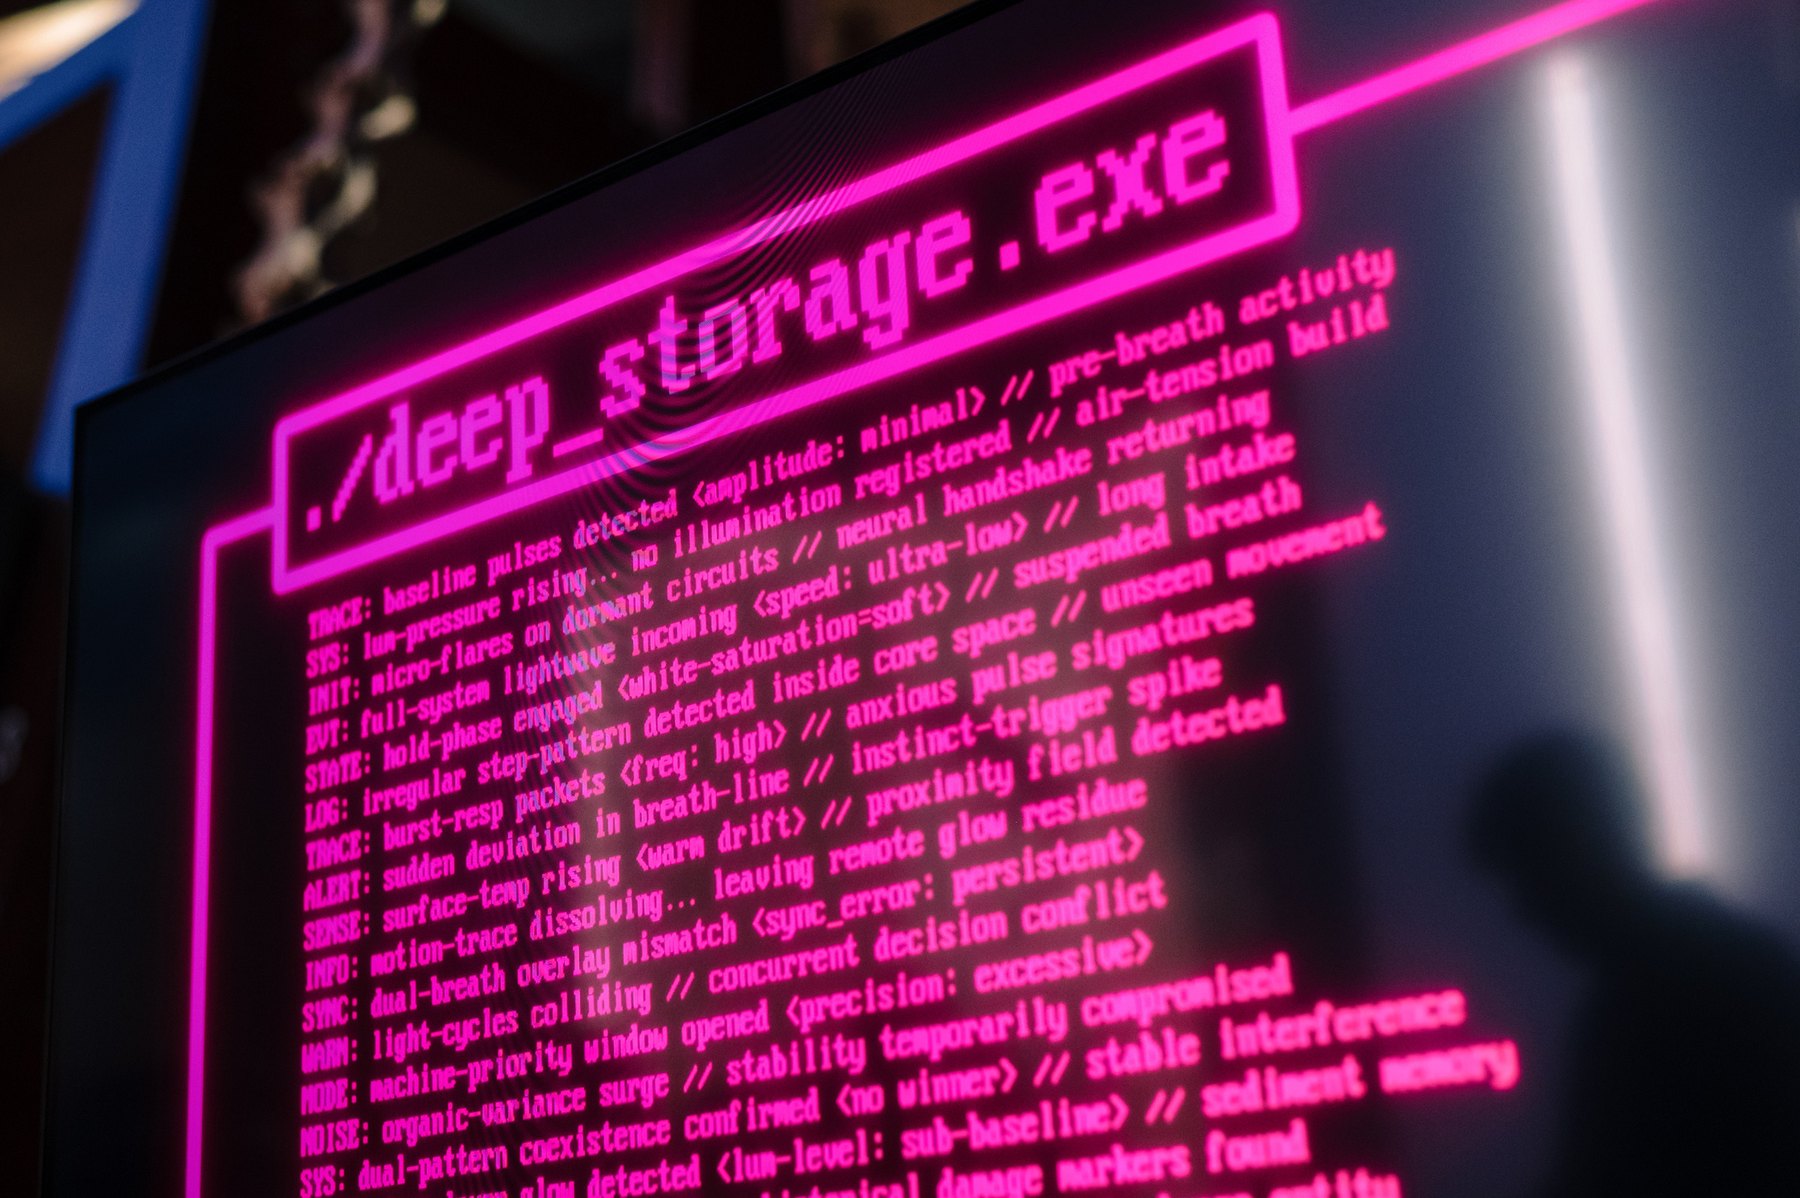 ./deep_storage.exe
TRACE: baseline pulses detected <amplitude: minimal> // pre-breath activity
SYS: lum-pressure rising... no illumination registered // air-tension build
INIT: micro-flares on dormant circuits // neural handshake returning
EVT: full-system lightwave incoming <speed: ultra-low> // long intake
STATE: hold-phase engaged <white-saturation=soft> // suspended breath
LOG: irregular step-pattern detected inside core space // unseen movement
TRACE: burst-resp packets <freq: high> // anxious pulse signatures
ALERT: sudden deviation in breath-line // instinct-trigger spike
SENSE: surface-temp rising <warm drift> // proximity field detected
INFO: motion-trace dissolving... leaving remote glow residue
SYNC: dual-breath overlay mismatch <sync_error: persistent>
WARN: light-cycles colliding // concurrent decision conflict
MODE: machine-priority window opened <precision: excessive>
NOISE: organic-variance surge // stability temporarily compromised
SYS: dual-pattern coexistence confirmed <no winner> // stable interference
glow detected <lum-level: sub-baseline> // sediment memory
damage markers found
entity